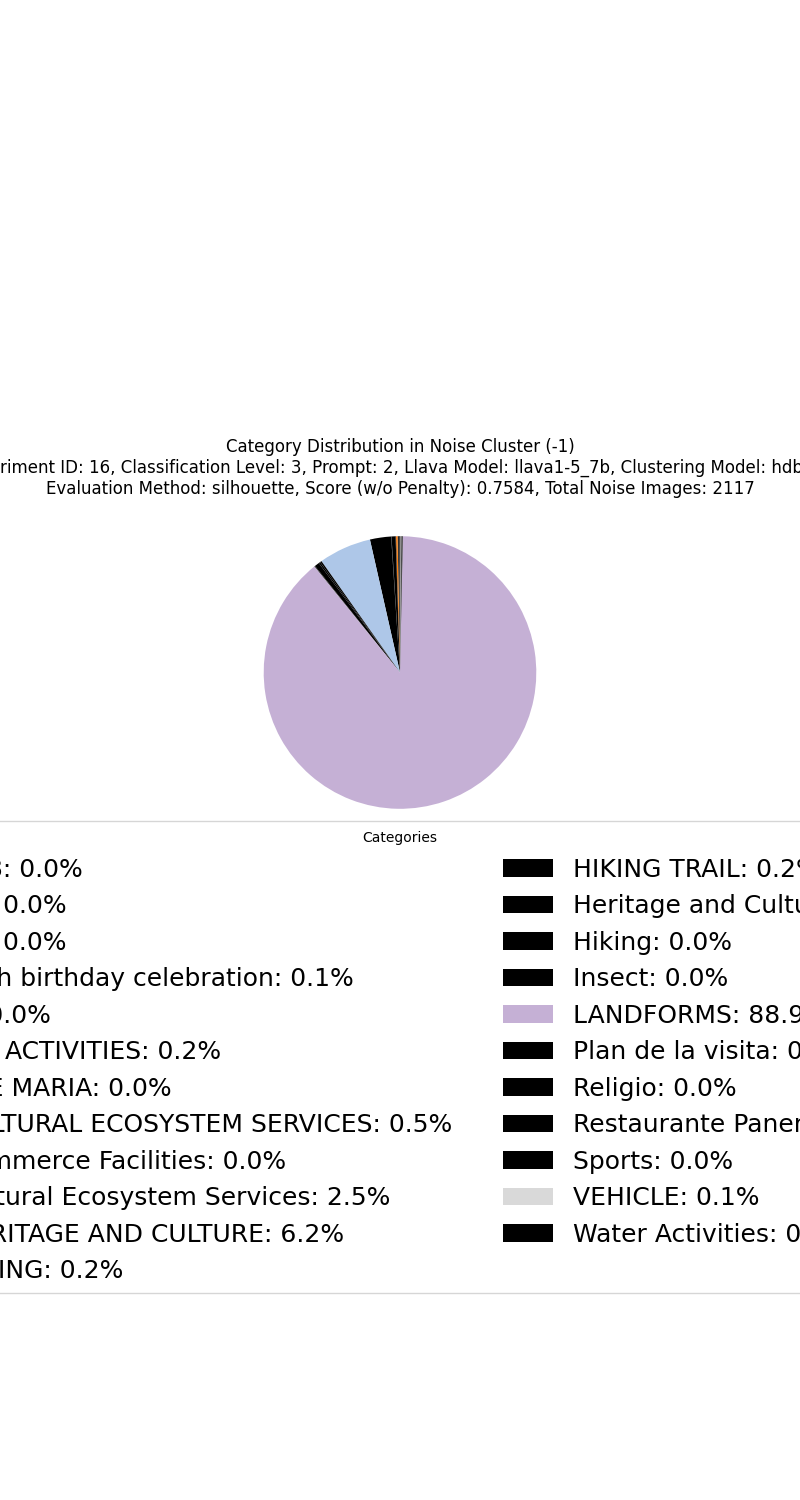 Category Distribution in Noise Cluster (-1)
riment ID: 16, Classification Level: 3, Prompt: 2, Llava Model: llava1-5_7b, Clustering Model: hdb
Evaluation Method: silhouette, Score (w/o Penalty): 0.7584, Total Noise Images: 2117
Categories
: 0.0%
0.0%
0.0%
h birthday celebration: 0.1%
0.0%
ACTIVITIES: 0.2%
E MARIA: 0.0%
LTURAL ECOSYSTEM SERVICES: 0.5%
mmerce Facilities: 0.0%
tural Ecosystem Services: 2.5%
RITAGE AND CULTURE: 6.2%
ING: 0.2%
HIKING TRAIL: 0.2%
Heritage and Cultu
Hiking: 0.0%
Insect: 0.0%
LANDFORMS: 88.9
Plan de la visita: 0
Religio: 0.0%
Restaurante Paner
Sports: 0.0%
VEHICLE: 0.1%
Water Activities: 0